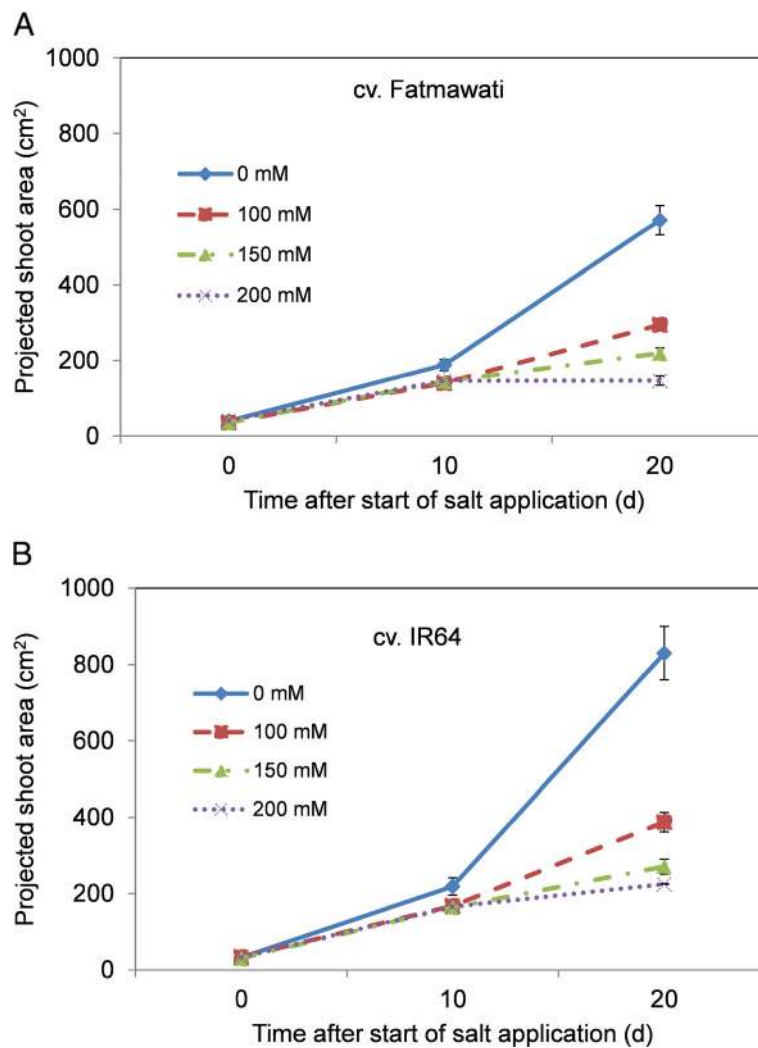 A
1000
800
600
400
200
0
Projected shoot area (cm²)
cv. Fatmawati
0 mM
100 mM
150 mM
200 mM
0 10 20
Time after start of salt application (d)
B
1000
800
600
400
200
0
Projected shoot area (cm²)
cv. IR64
0 mM
100 mM
150 mM
200 mM
0 10 20
Time after start of salt application (d)